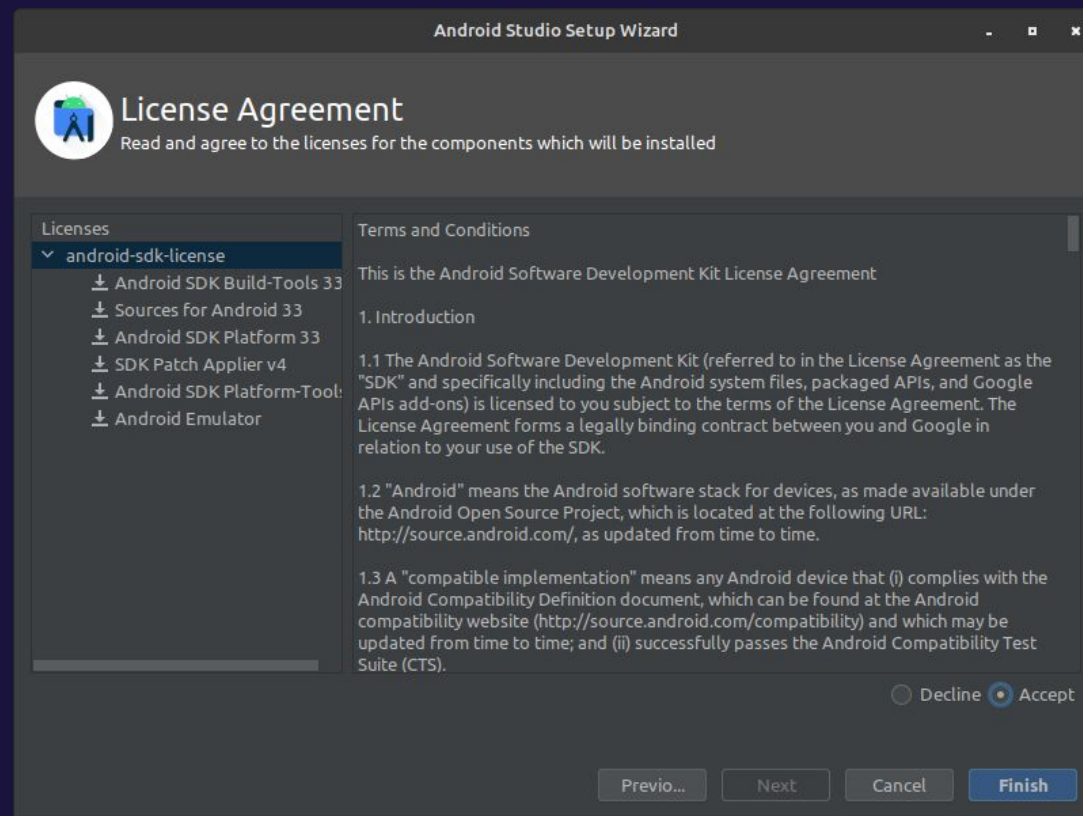 Android Studio Setup Wizard
License Agreement
Read and agree to the licenses for the components which will be installed
Licenses
android-sdk-license
Android SDK Build-Tools 33
Sources for Android 33
Android SDK Platform 33
SDK Patch Applier v4
Android SDK Platform-Tools
Android Emulator
Terms and Conditions
This is the Android Software Development Kit License Agreement
1. Introduction
1.1 The Android Software Development Kit (referred to in the License Agreement as the
"SDK" and specifically including the Android system files, packaged APIs, and Google
APIs add-ons) is licensed to you subject to the terms of the License Agreement. The
License Agreement forms a legally binding contract between you and Google in
relation to your use of the SDK.
1.2 "Android" means the Android software stack for devices, as made available under
the Android Open Source Project, which is located at the following URL:
http://source.android.com/, as updated from time to time.
1.3 A "compatible implementation" means any Android device that (i) complies with the
Android Compatibility Definition document, which can be found at the Android
compatibility website (http://source.android.com/compatibility) and which may be
updated from time to time; and (ii) successfully passes the Android Compatibility Test
Suite (CTS).
Decline
Accept
Previo...
Next
Cancel
Finish